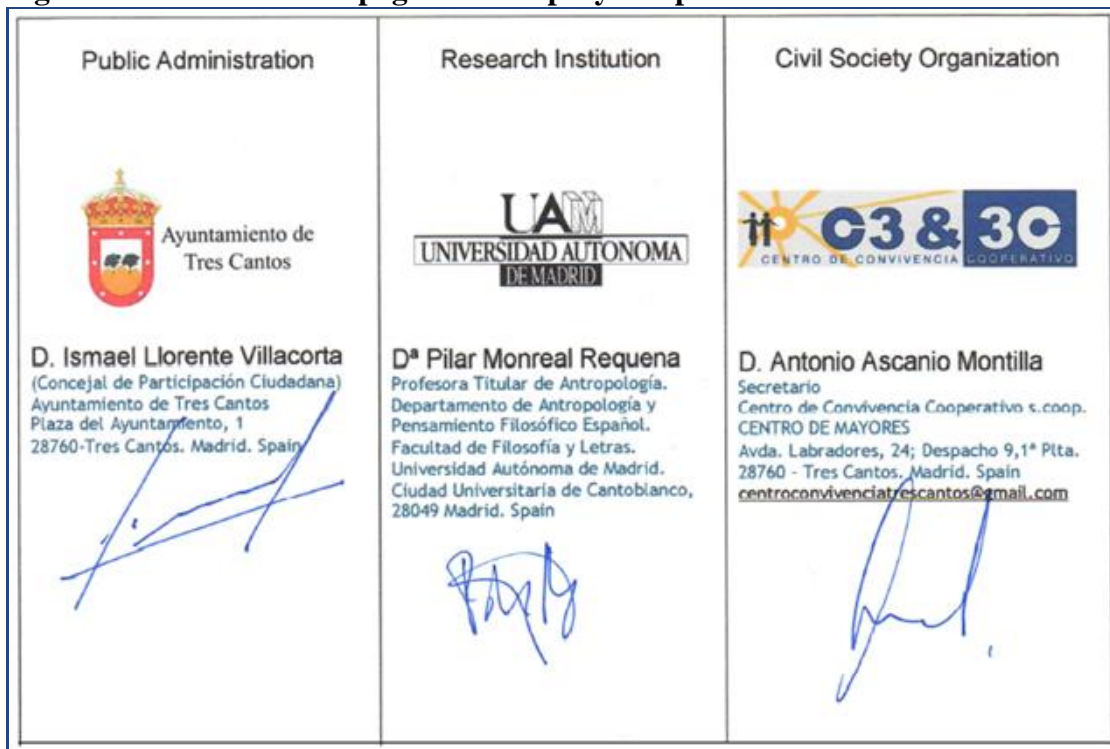 Public Administration
Ayuntamiento de
Tres Cantos
D. Ismael Llorente Villacorta
(Concejal de Participación Ciudadana)
Ayuntamiento de Tres Cantos
Plaza del Ayuntamiento, 1
28760-Tres Cantos. Madrid. Spain
Research Institution
UAM
UNIVERSIDAD AUTONOMA
DE MADRID
Dª Pilar Monreal Requena
Profesora Titular de Antropología.
Departamento de Antropología y
Pensamiento Filosófico Español.
Facultad de Filosofía y Letras.
Universidad Autónoma de Madrid.
Ciudad Universitaria de Cantoblanco,
28049 Madrid. Spain
Civil Society Organization
C3 & 3C
CENTRO DE CONVIVENCIA COOPERATIVO
D. Antonio Ascanio Montilla
Secretario
Centro de Convivencia Cooperativo s.coop.
CENTRO DE MAYORES
Avda. Labradores, 24; Despacho 9,1ª Plta.
28760 - Tres Cantos. Madrid. Spain
centroconvivenciatrescantos@gmail.com